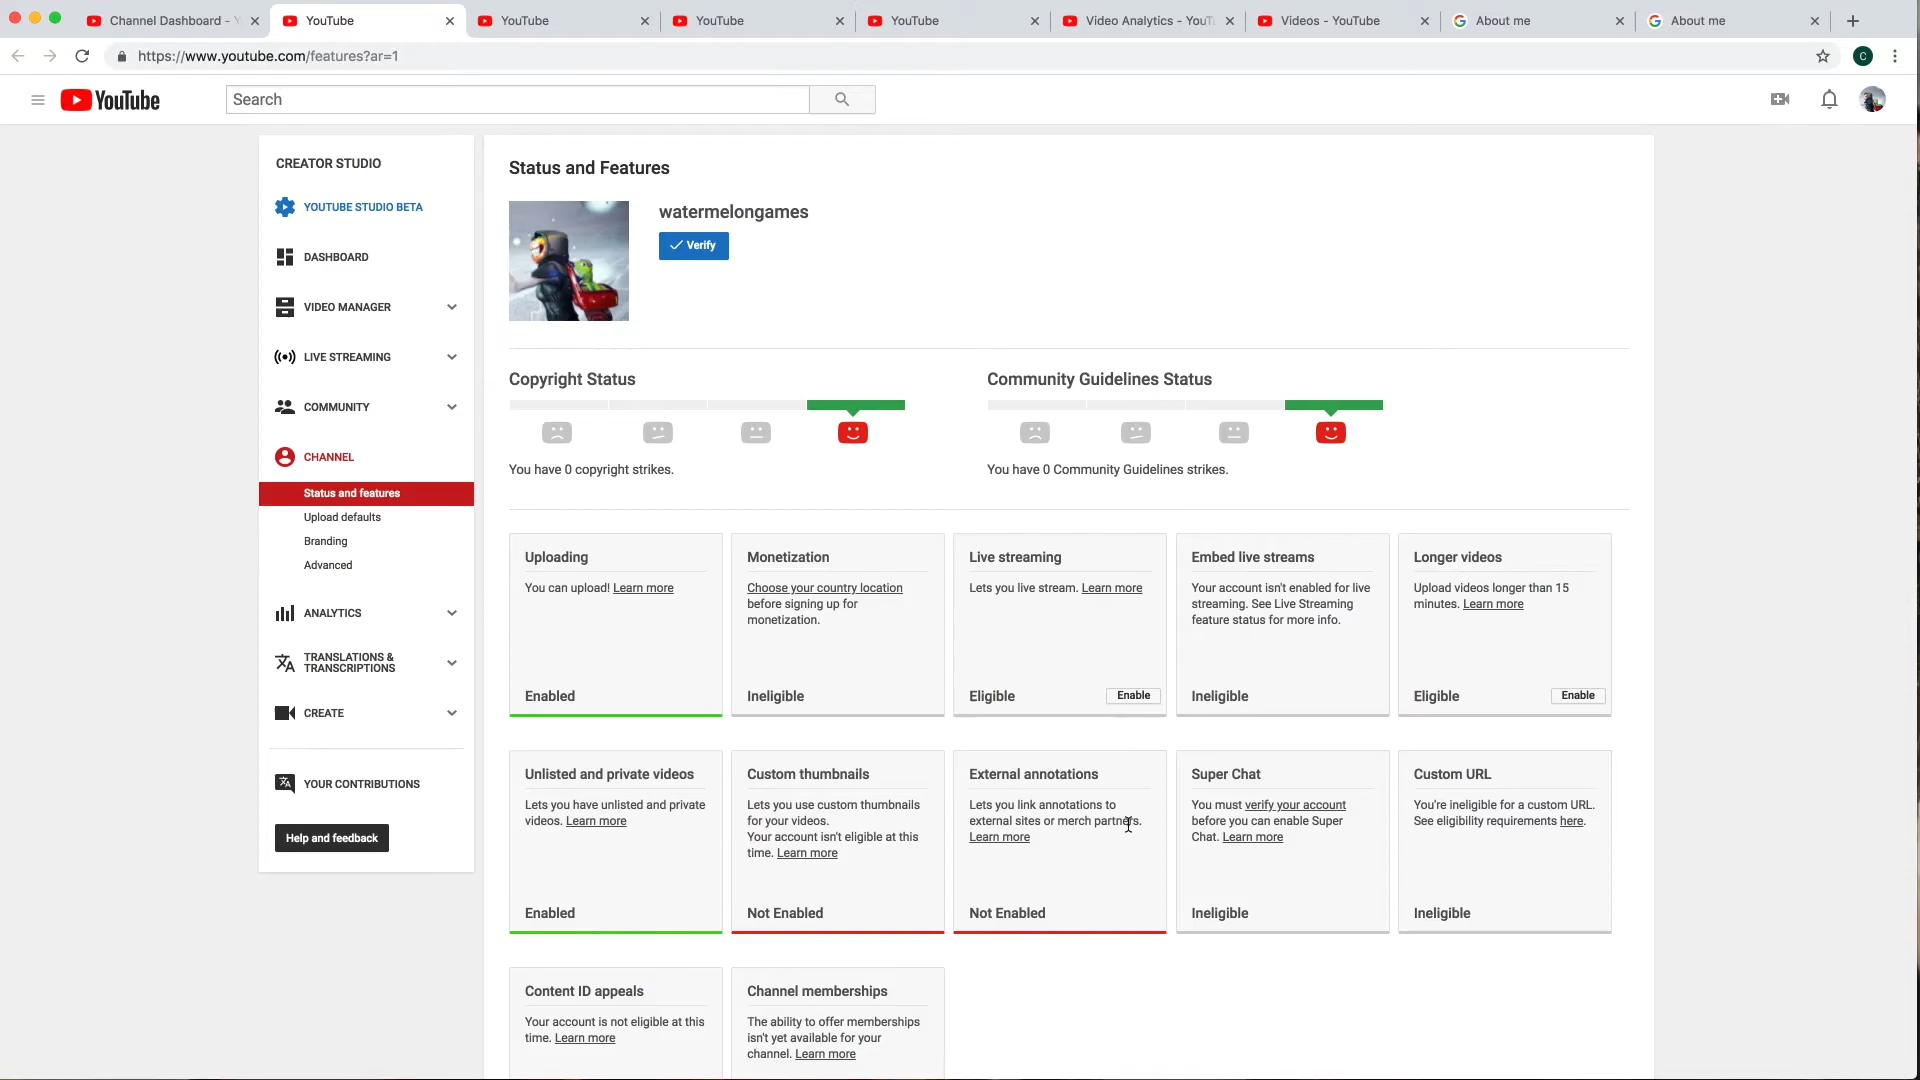 Channel Dashboard - Y
YouTube
YouTube
YouTube
YouTube
Video Analytics - YouTu
Videos - YouTube
About me
About me
https://www.youtube.com/features?ar=1
C
YouTube
Search
CREATOR STUDIO
YOUTUBE STUDIO BETA
DASHBOARD
VIDEO MANAGER
LIVE STREAMING
COMMUNITY
CHANNEL
Status and features
Upload defaults
Branding
Advanced
ANALYTICS
TRANSLATIONS &
TRANSCRIPTIONS
CREATE
YOUR CONTRIBUTIONS
Help and feedback
Status and Features
watermelongames
Verify
Copyright Status
You have 0 copyright strikes.
Community Guidelines Status
You have 0 Community Guidelines strikes.
Uploading
You can upload! Learn more
Enabled
Monetization
Choose your country location
before signing up for
monetization.
Ineligible
Live streaming
Lets you live stream. Learn more
Eligible
Enable
Embed live streams
Your account isn't enabled for live
streaming. See Live Streaming
feature status for more info.
Ineligible
Longer videos
Upload videos longer than 15
minutes. Learn more
Eligible
Enable
Unlisted and private videos
Lets you have unlisted and private
videos. Learn more
Enabled
Custom thumbnails
Lets you use custom thumbnails
for your videos.
Your account isn't eligible at this
time. Learn more
Not Enabled
External annotations
Lets you link annotations to
external sites or merch partners.
Learn more
Not Enabled
Super Chat
You must verify your account
before you can enable Super
Chat. Learn more
Ineligible
Custom URL
You're ineligible for a custom URL.
See eligibility requirements here.
Ineligible
Content ID appeals
Your account is not eligible at this
time. Learn more
Channel memberships
The ability to offer memberships
isn't yet available for your
channel. Learn more